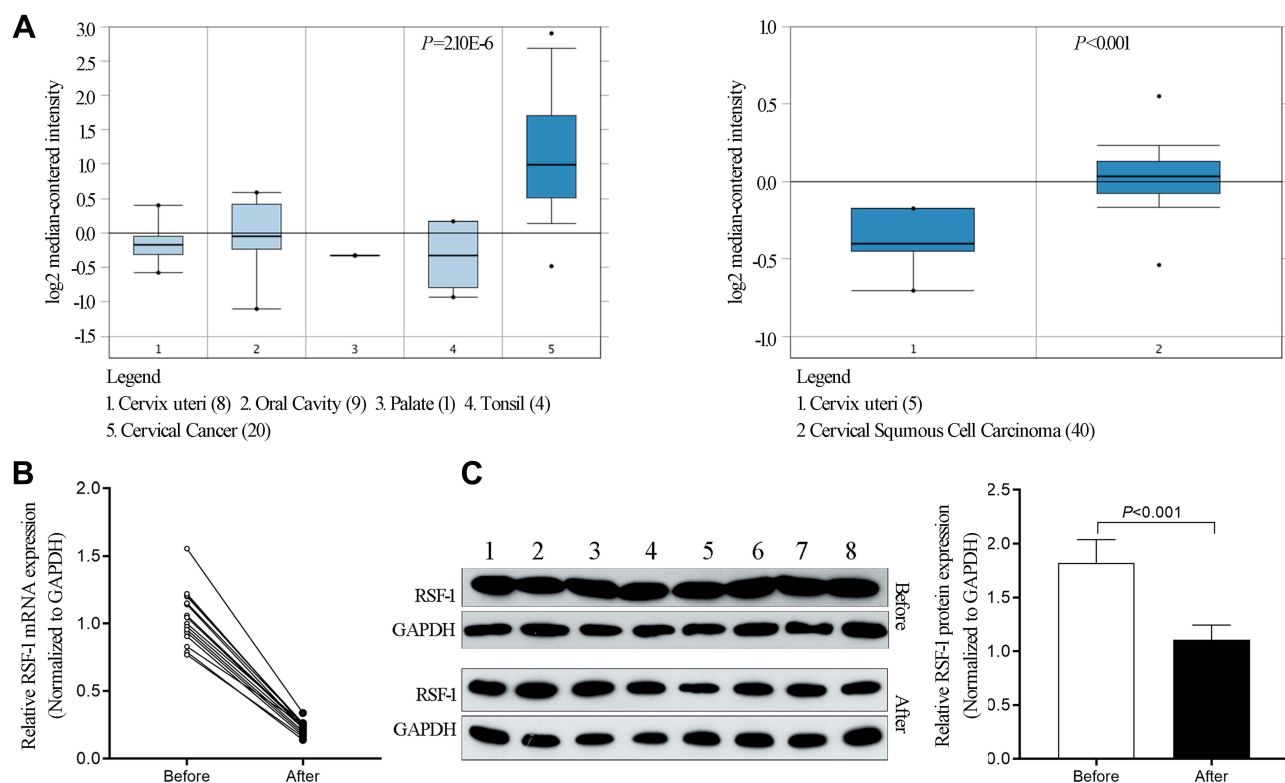 A
log2 median-contered intensity
3.0
2.5
2.0
1.5
1.0
0.5
0.0
-0.5
-1.0
-1.5
P=2.10E-6
1 2 3 4 5
Legend
1. Cervix uteri (8) 2. Oral Cavity (9) 3. Palate (1) 4. Tonsil (4)
5. Cervical Cancer (20)
log2 median-contered intensity
1.0
0.5
0.0
-0.5
-1.0
P<0.001
1 2
Legend
1. Cervix uteri (5)
2 Cervical Squmous Cell Carcinoma (40)
B
Relative RSF-1 mRNA expression
(Normalized to GAPDH)
2.0
1.5
1.0
0.5
0.0
Before After
C
1 2 3 4 5 6 7 8
RSF-1
GAPDH
Before
RSF-1
GAPDH
After
Relative RSF-1 protein expression
(Normalized to GAPDH)
2.5
2.0
1.5
1.0
0.5
0.0
P<0.001
Before After